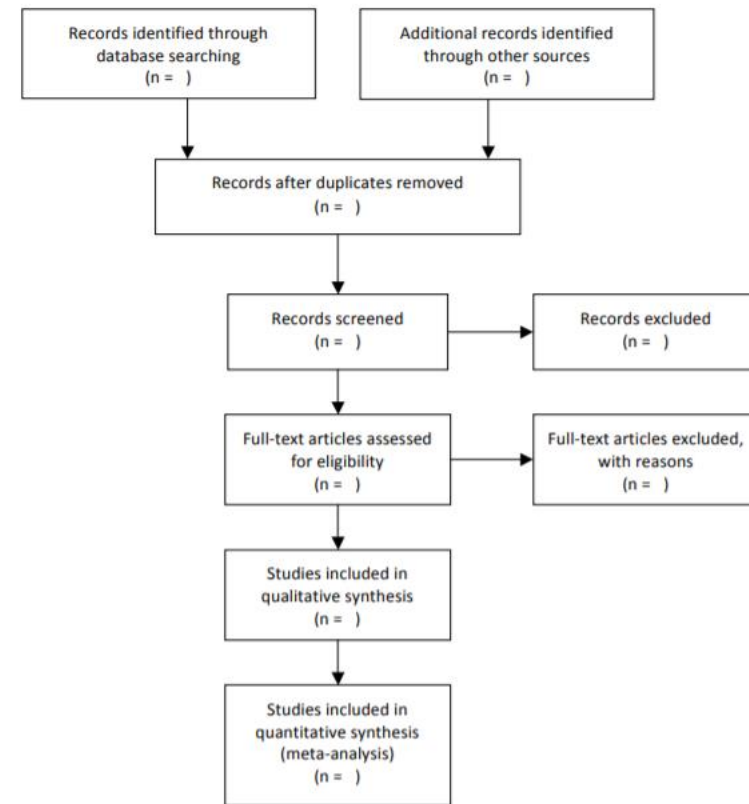 Records identified through
database searching
(n =   )
Additional records identified
through other sources
(n =   )
Records after duplicates removed
(n =   )
Records screened
(n =   )
Records excluded
(n =   )
Full-text articles assessed
for eligibility
(n =   )
Full-text articles excluded,
with reasons
(n =   )
Studies included in
qualitative synthesis
(n =   )
Studies included in
quantitative synthesis
(meta-analysis)
(n =   )